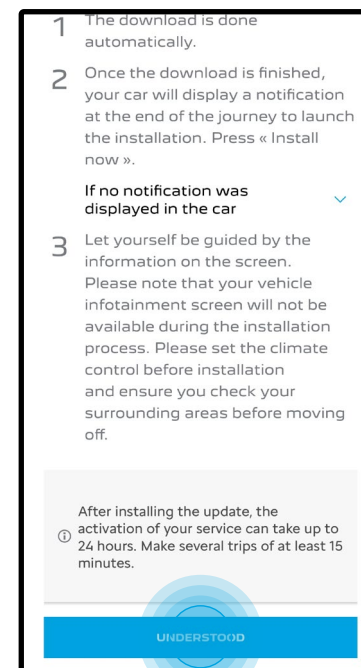 1 The download is done
automatically.
2 Once the download is finished,
your car will display a notification
at the end of the journey to launch
the installation. Press « Install
now ».
If no notification was
displayed in the car
3 Let yourself be guided by the
information on the screen.
Please note that your vehicle
infotainment screen will not be
available during the installation
process. Please set the climate
control before installation
and ensure you check your
surrounding areas before moving
off.
After installing the update, the
activation of your service can take up to
24 hours. Make several trips of at least 15
minutes.
UNDERSTOOD